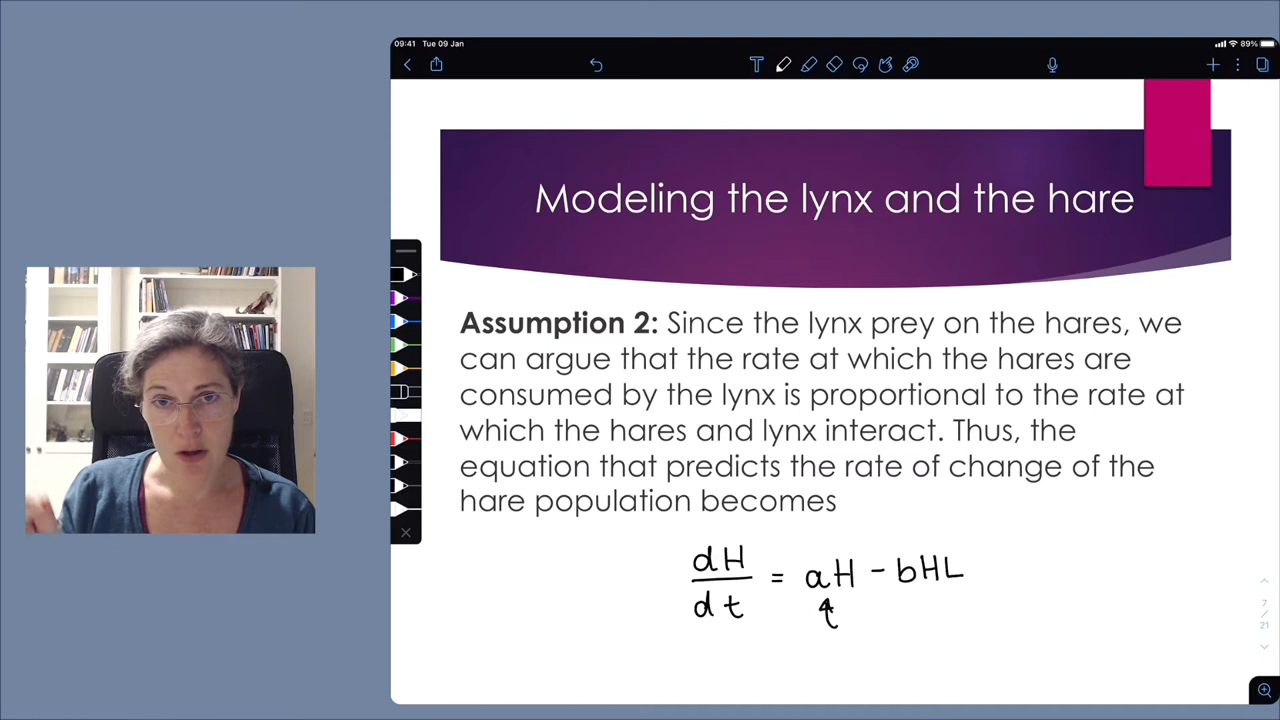 09:41 Tue 09 Jan
89%
Modeling the lynx and the hare
Assumption 2: Since the lynx prey on the hares, we
can argue that the rate at which the hares are
consumed by the lynx is proportional to the rate at
which the hares and lynx interact. Thus, the
equation that predicts the rate of change of the
hare population becomes
dH/dt = aH - bHL
7
/
21